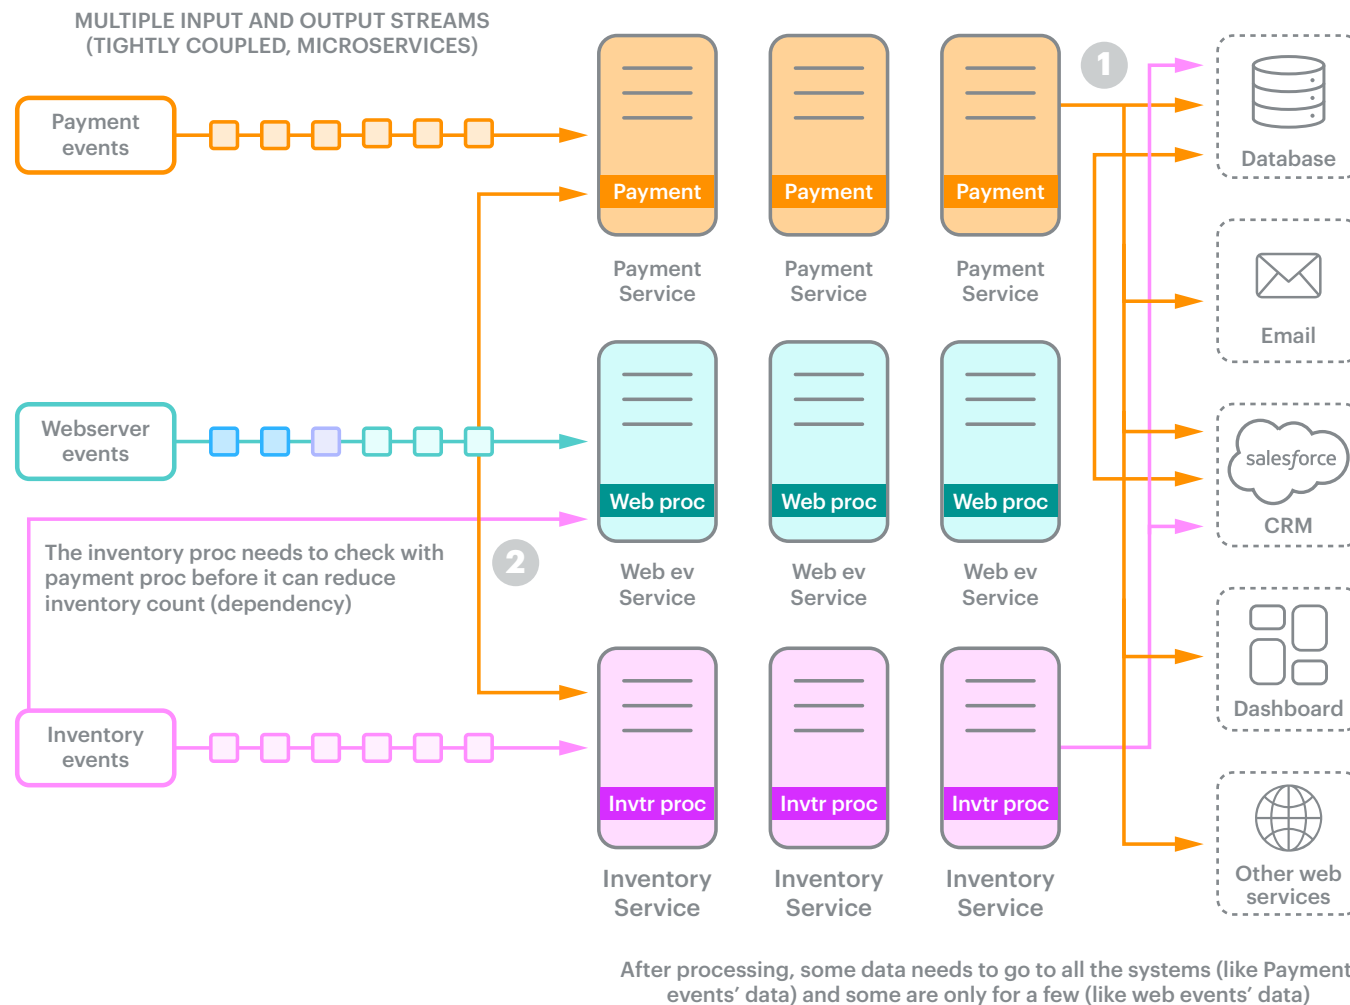 MULTIPLE INPUT AND OUTPUT STREAMS
(TIGHTLY COUPLED, MICROSERVICES)
Payment
events
Payment
Payment
Payment
Payment
Service
Payment
Service
Payment
Service
1
Database
Email
Webserver
events
Web proc
Web proc
Web proc
Web ev
Service
Web ev
Service
Web ev
Service
salesforce
CRM
The inventory proc needs to check with
payment proc before it can reduce
inventory count (dependency)
2
Inventory
events
Invtr proc
Invtr proc
Invtr proc
Inventory
Service
Inventory
Service
Inventory
Service
Dashboard
Other web
services
After processing, some data needs to go to all the systems (like Payment
events’ data) and some are only for a few (like web events’ data)